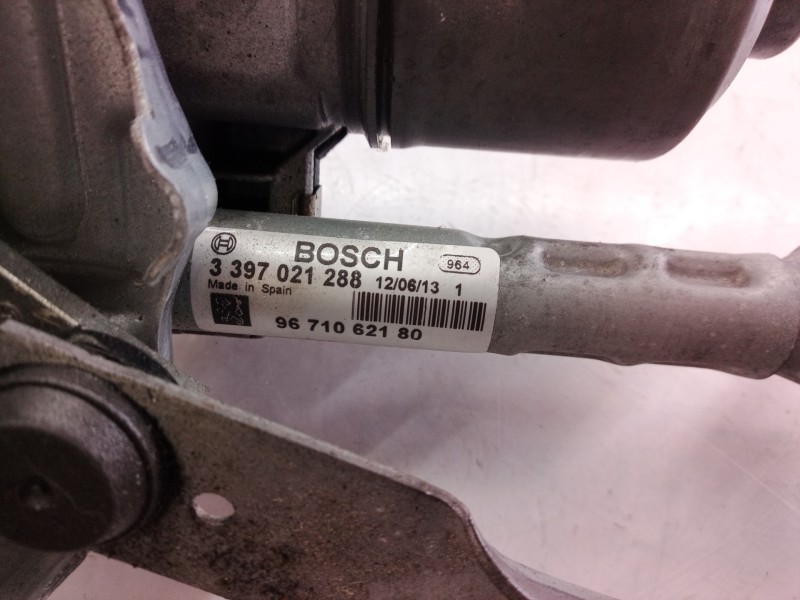 BOSCH 964
3 397 021 288 12/06/13 1
Made in Spain
96 710 621 80